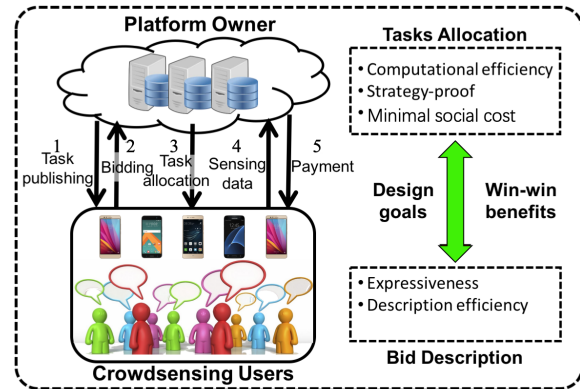 Platform Owner
Tasks Allocation
• Computational efficiency
• Strategy-proof
• Minimal social cost
1 2 3 4 5
Task publishing
Bidding
Task allocation
Sensing data
Payment
Design goals
Win-win benefits
• Expressiveness
• Description efficiency
Crowdsensing Users
Bid Description